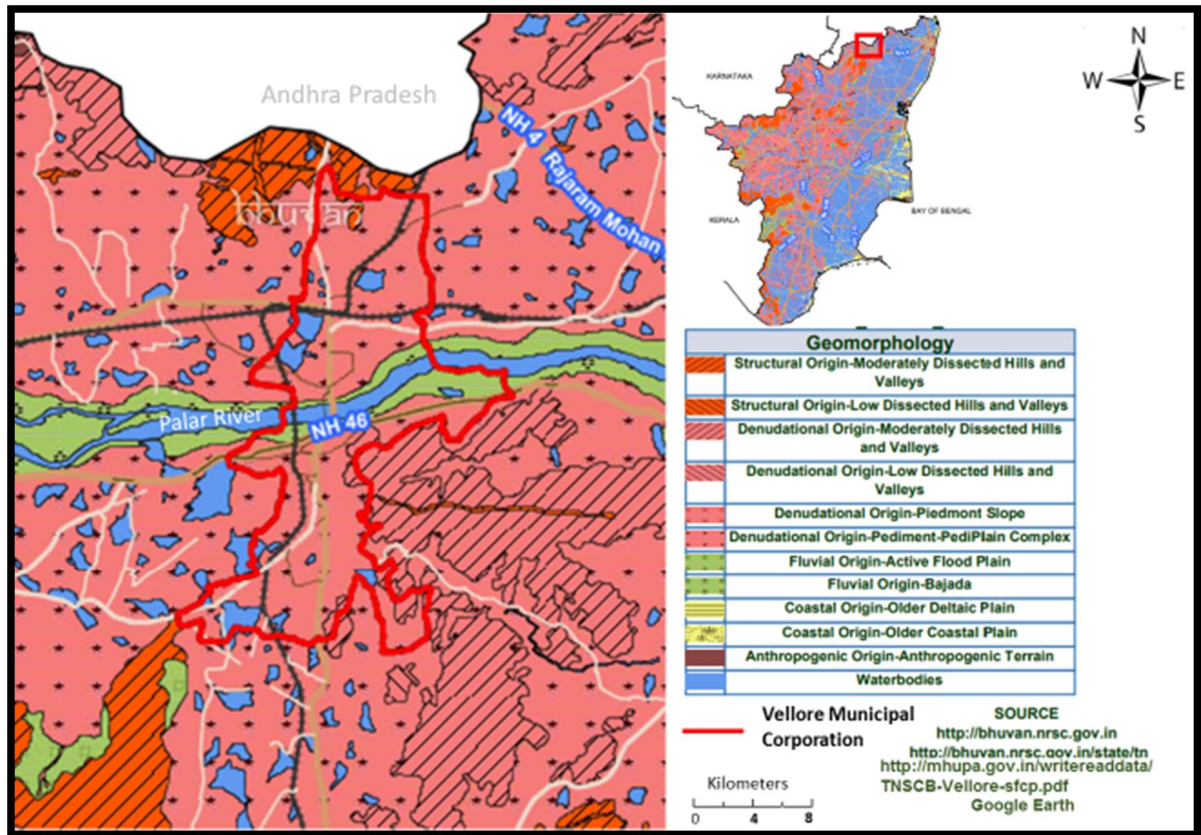 Andhra Pradesh
bhuvan
NH 4 Rajaram Mohan
Palar River
NH 46
KARNATAKA
KERALA
BAY OF BENGAL
N
W E
S
Geomorphology
Structural Origin-Moderately Dissected Hills and
Valleys
Structural Origin-Low Dissected Hills and Valleys
Denudational Origin-Moderately Dissected Hills
and Valleys
Denudational Origin-Low Dissected Hills and
Valleys
Denudational Origin-Piedmont Slope
Denudational Origin-Pediment-PediPlain Complex
Fluvial Origin-Active Flood Plain
Fluvial Origin-Bajada
Coastal Origin-Older Deltaic Plain
Coastal Origin-Older Coastal Plain
Anthropogenic Origin-Anthropogenic Terrain
Waterbodies
Vellore Municipal
Corporation
Kilometers
0 4 8
SOURCE
http://bhuvan.nrsc.gov.in
http://bhuvan.nrsc.gov.in/state/tn
http://mhupa.gov.in/writereaddata/
TNSCB-Vellore-sfcp.pdf
Google Earth